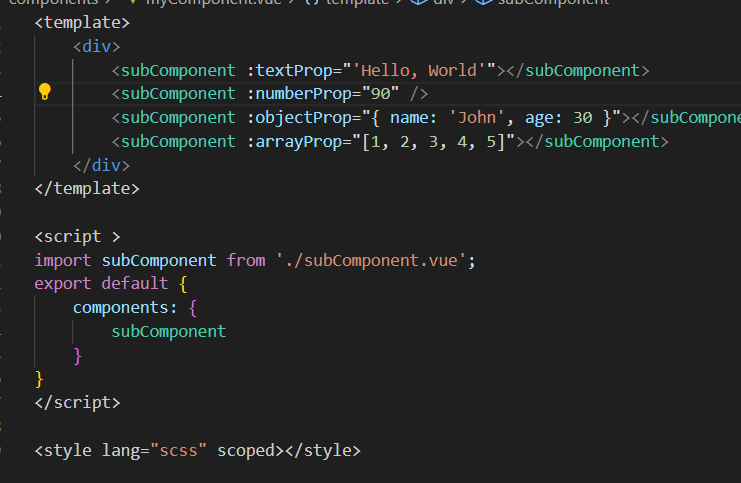 components > myComponent.vue > {} template > div > subComponent
<template>
<div>
<subComponent :textProp="'Hello, World'"></subComponent>
<subComponent :numberProp="90" />
<subComponent :objectProp="{ name: 'John', age: 30 }"></subCompone
<subComponent :arrayProp="[1, 2, 3, 4, 5]"></subComponent>
</div>
</template>
<script >
import subComponent from './subComponent.vue';
export default {
components: {
subComponent
}
}
</script>
<style lang="scss" scoped></style>